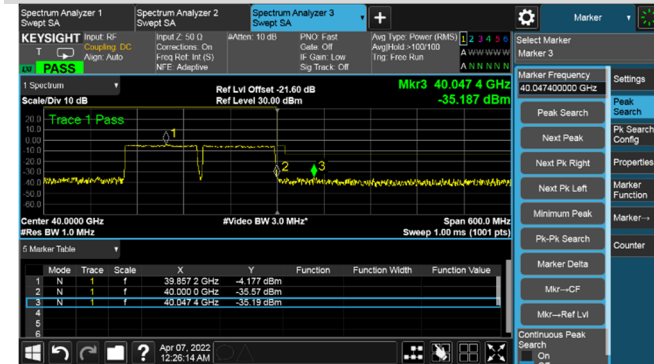 Spectrum Analyzer 1
Swept SA
Spectrum Analyzer 2
Swept SA
Spectrum Analyzer 3
Swept SA
+
Marker
KEYSIGHT
T
PASS
Input: RF
Coupling: DC
Align: Auto
Input Z: 50 Ω
Corrections: On
Freq Ref: Int (S)
NFE: Adaptive
#Atten: 10 dB
PNO: Fast
Gate: Off
IF Gain: Low
Sig Track: Off
Avg Type: Power (RMS)
Avg|Hold >100/100
Trig: Free Run
1 2 3 4 5 6
A W W W W W
A N N N N N
Select Marker
Marker 3
1 Spectrum
Scale/Div 10 dB
Ref Lvl Offset -21.60 dB
Ref Level 30.00 dBm
Mkr3 40.047 4 GHz
-35.187 dBm
Trace 1 Pass
20.0
10.0
0.00
-10.0
-20.0
-30.0
-40.0
-50.0
-60.0
1
2
3
Center 40.0000 GHz
#Res BW 1.0 MHz
#Video BW 3.0 MHz*
Span 600.0 MHz
Sweep 1.00 ms (1001 pts)
5 Marker Table
Mode Trace Scale X Y Function Function Width Function Value
1 N 1 f 39.857 2 GHz -4.177 dBm
2 N 1 f 40.000 0 GHz -35.57 dBm
3 N 1 f 40.047 4 GHz -35.19 dBm
4
5
6
Marker Frequency
40.047400000 GHz
Peak Search
Next Peak
Next Pk Right
Next Pk Left
Minimum Peak
Pk-Pk Search
Marker Delta
Mkr→CF
Mkr→Ref Lvl
Continuous Peak
Search
On
Off
Settings
Peak
Search
Pk Search
Config
Properties
Marker
Function
Marker→
Counter
?
Apr 07, 2022
12:26:14 AM